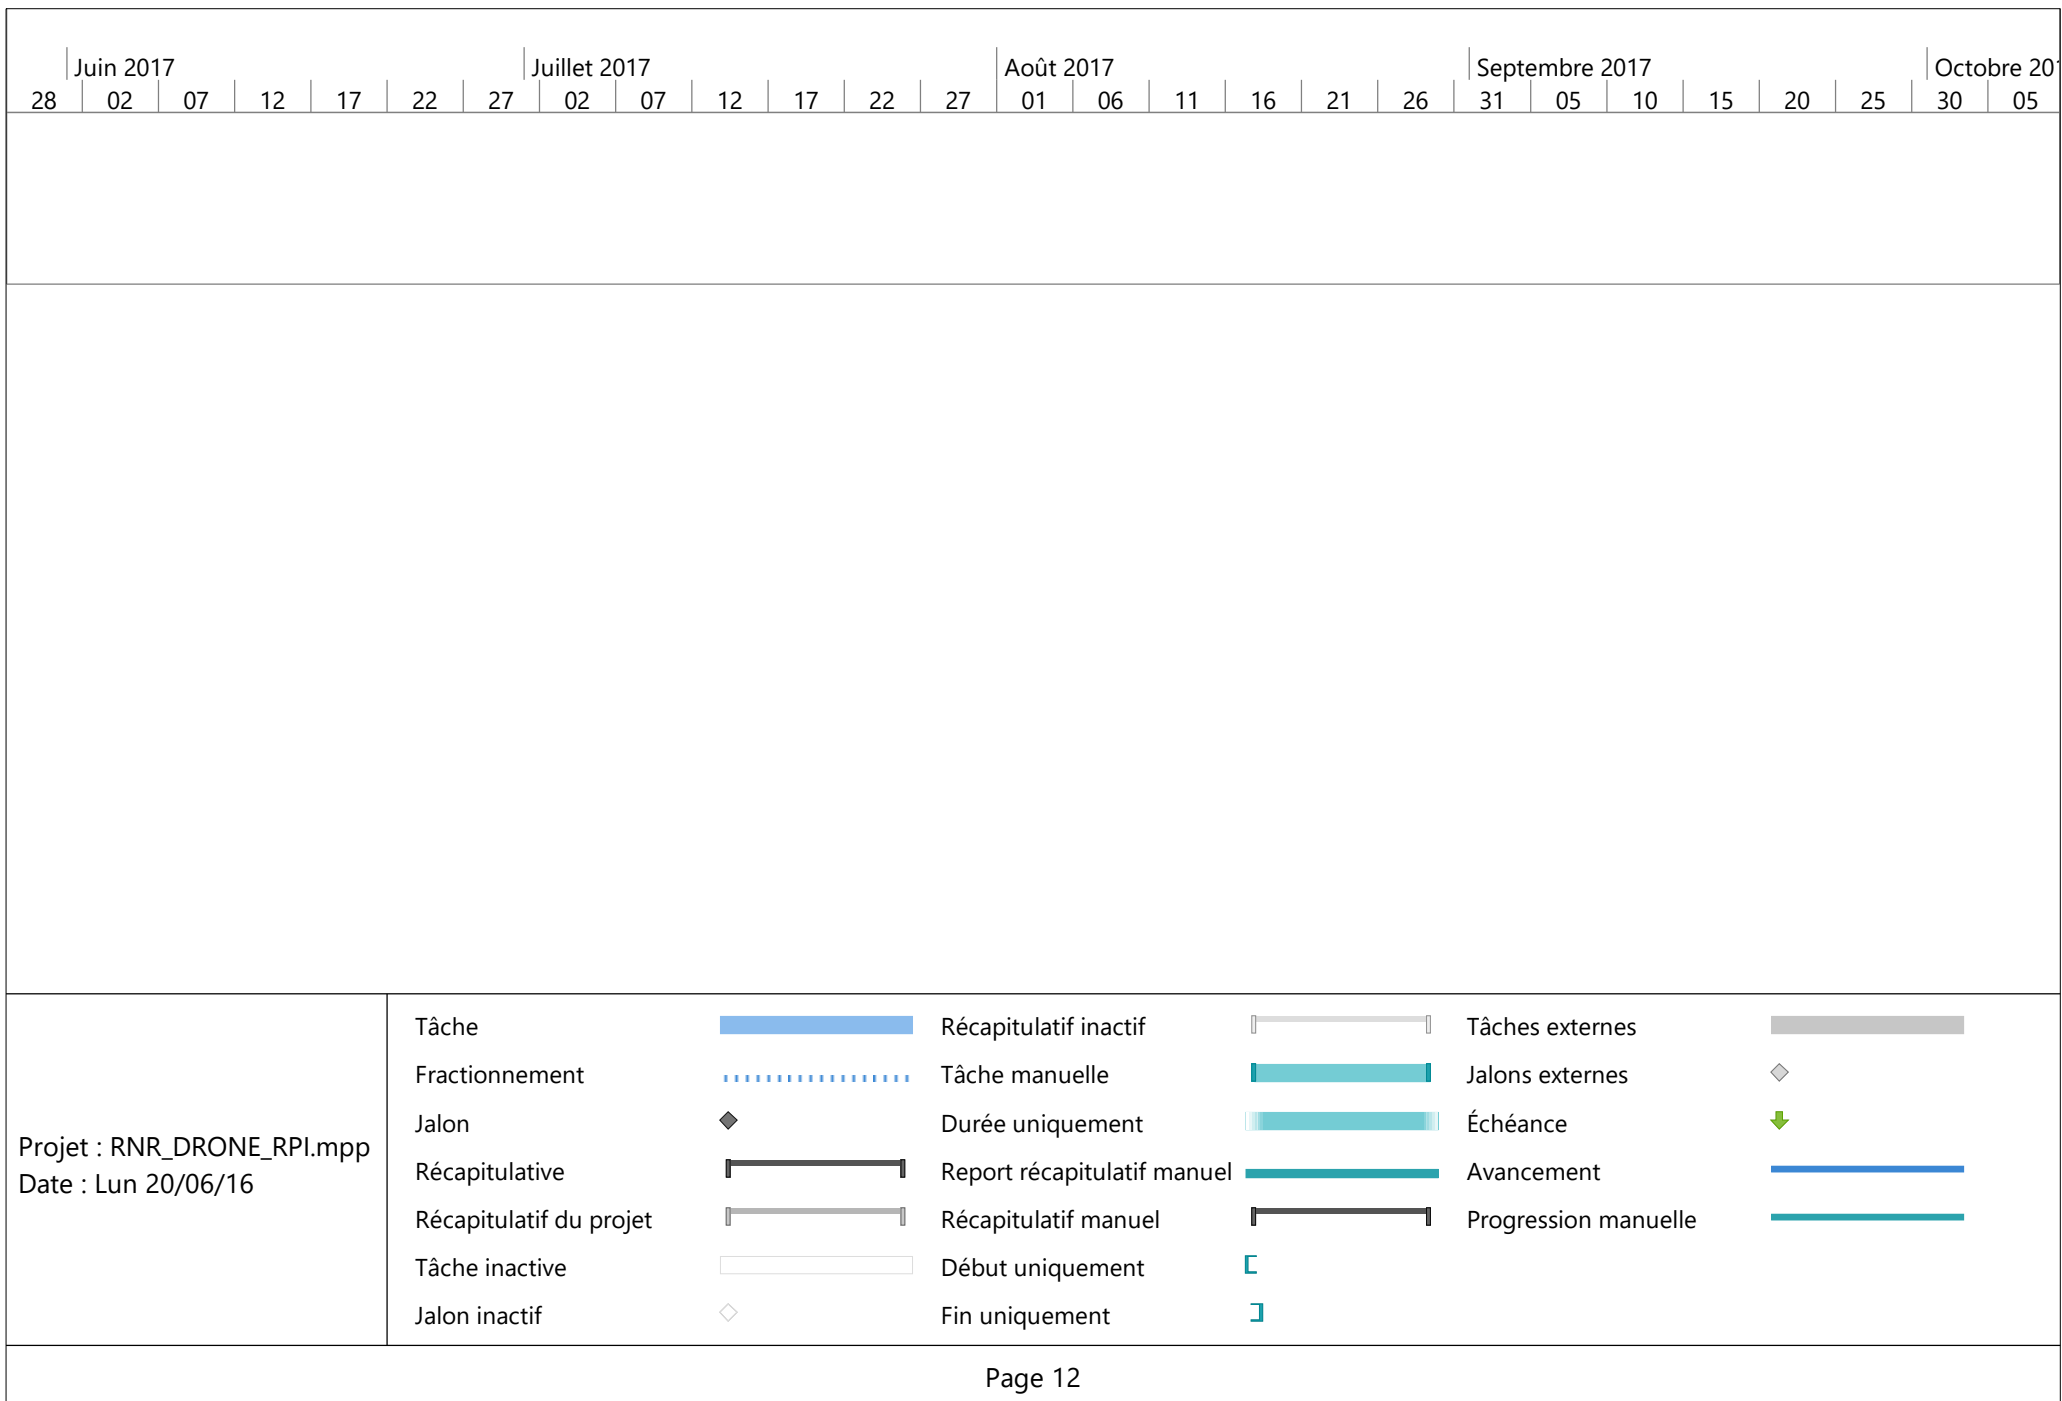 Juin 2017 Juillet 2017 Août 2017 Septembre 2017 Octobre 20
28 02 07 12 17 22 27 02 07 12 17 22 27 01 06 11 16 21 26 31 05 10 15 20 25 30 05
Projet : RNR_DRONE_RPI.mpp
Date : Lun 20/06/16
Tâche
Fractionnement
Jalon
Récapitulative
Récapitulatif du projet
Tâche inactive
Jalon inactif
Récapitulatif inactif
Tâche manuelle
Durée uniquement
Report récapitulatif manuel
Récapitulatif manuel
Début uniquement
Fin uniquement
Tâches externes
Jalons externes
Échéance
Avancement
Progression manuelle
Page 12